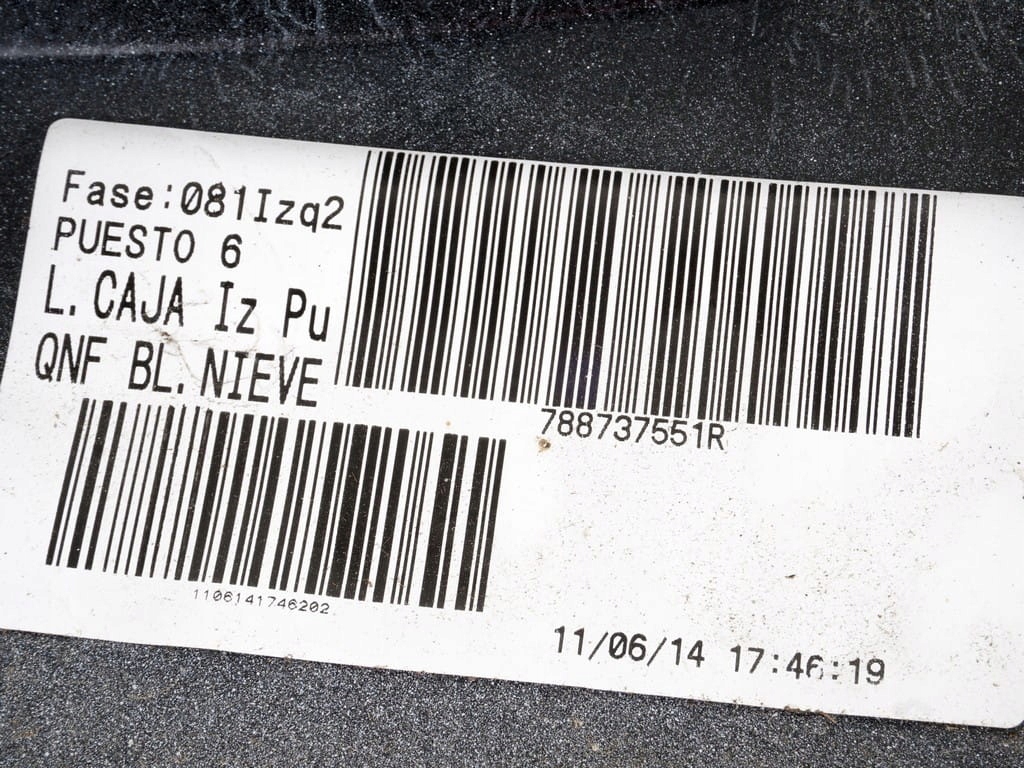 Fase:081Izq2
PUESTO 6
L.CAJA Iz Pu
QNF BL.NIEVE
788737551R
1106141746202
11/06/14 17:46:19